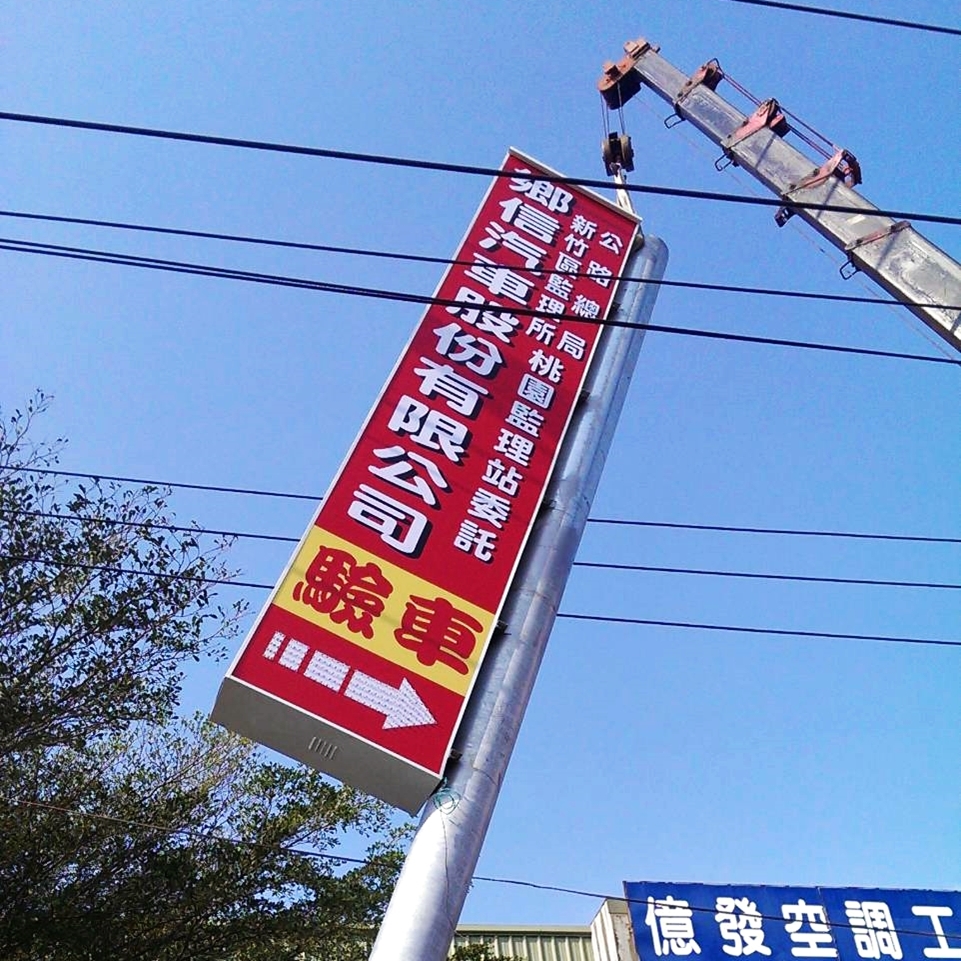 公路總局
新竹區監理所桃園監理站委託
鄉信汽車股份有限公司
驗車
億發空調工